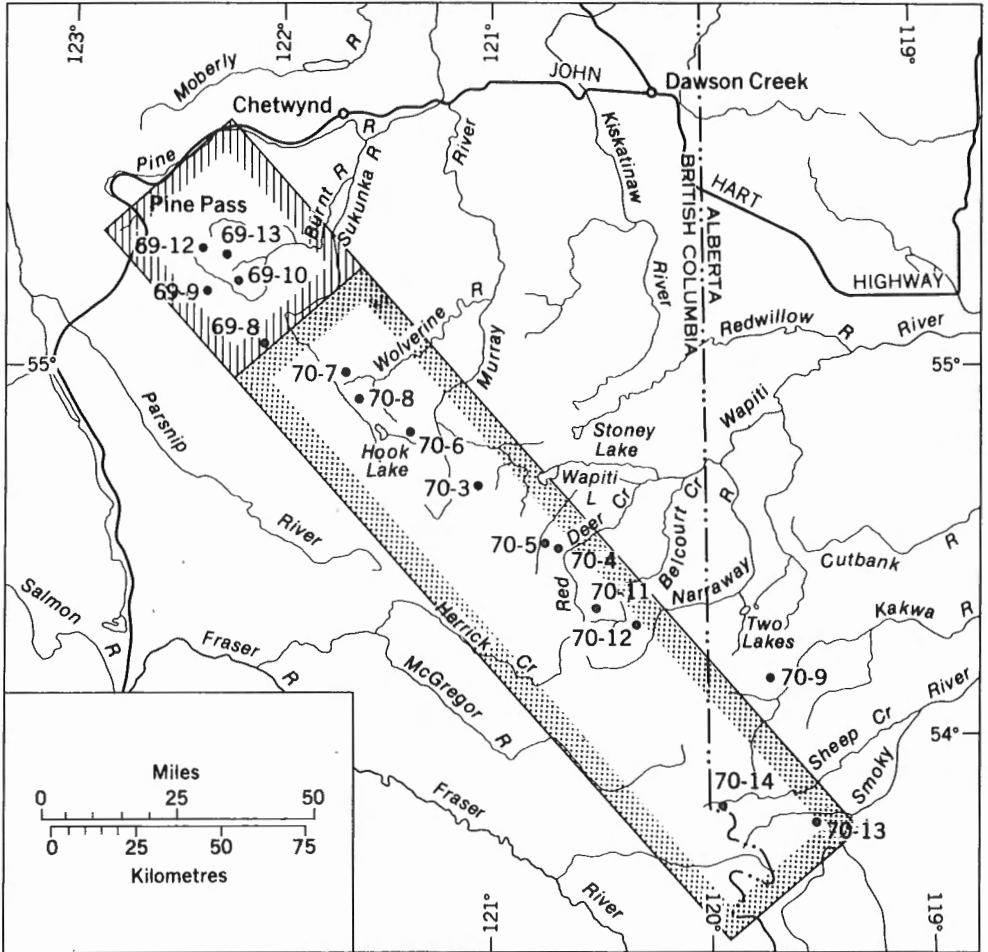 123°
122°
121°
119°
Moberly
R
JOHN
Dawson Creek
Chetwynd
R
Pine
River
Kiskatinaw
HART
HIGHWAY
BRITISH COLUMBIA
ALBERTA
Burnt R
Sukunka R
Pine Pass
69-12
69-13
69-10
69-9
69-8
River
Redwillow R River
55°
55°
Wolverine R
Murray
70-7
70-8
70-6
Hook
Lake
70-3
Stoney
Lake
Wapiti
Wapiti
L
Parsnip
River
Red Deer Cr
70-5
70-4
Belcourt Cr
R
Narraway
Cutbank R
70-11
70-12
Two
Lakes
Kakwa R
Salmon
R
Fraser
R
Herrick
Cr
McGregor
R
70-9
Sheep Cr
River
Smoky
54°
70-14
70-13
Fraser
River
Miles
0 25 50
0 25 50 75
Kilometres
121°
120°
119°